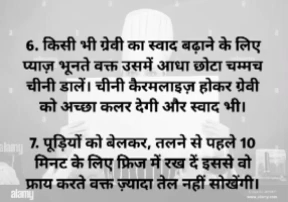 6. किसी भी ग्रेवी का स्वाद बढ़ाने के लिए
प्याज़ भूनते वक्त उसमें आधा छोटा चम्मच
चीनी डालें। चीनी कैरमलाइज़ होकर ग्रेवी
को अच्छा कलर देगी और स्वाद भी।
7. पूड़ियों को बेलकर, तलने से पहले 10
मिनट के लिए फ्रिज में रख दें इससे वो
फ्राय करते वक्त ज़्यादा तेल नहीं सोखेंगी।
alamy